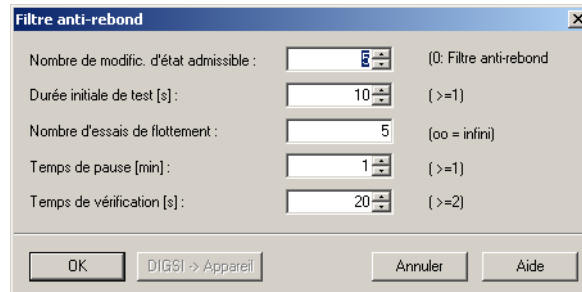 Filtre anti-rebond
Nombre de modific. d'état admissible : 5 (0: Filtre anti-rebond
Durée initiale de test [s] : 10 ( >=1)
Nombre d'essais de flottement : 5 (oo = infini)
Temps de pause [min] : 1 ( >=1)
Temps de vérification [s] : 20 ( >=2)
OK DIGSI -> Appareil Annuler Aide